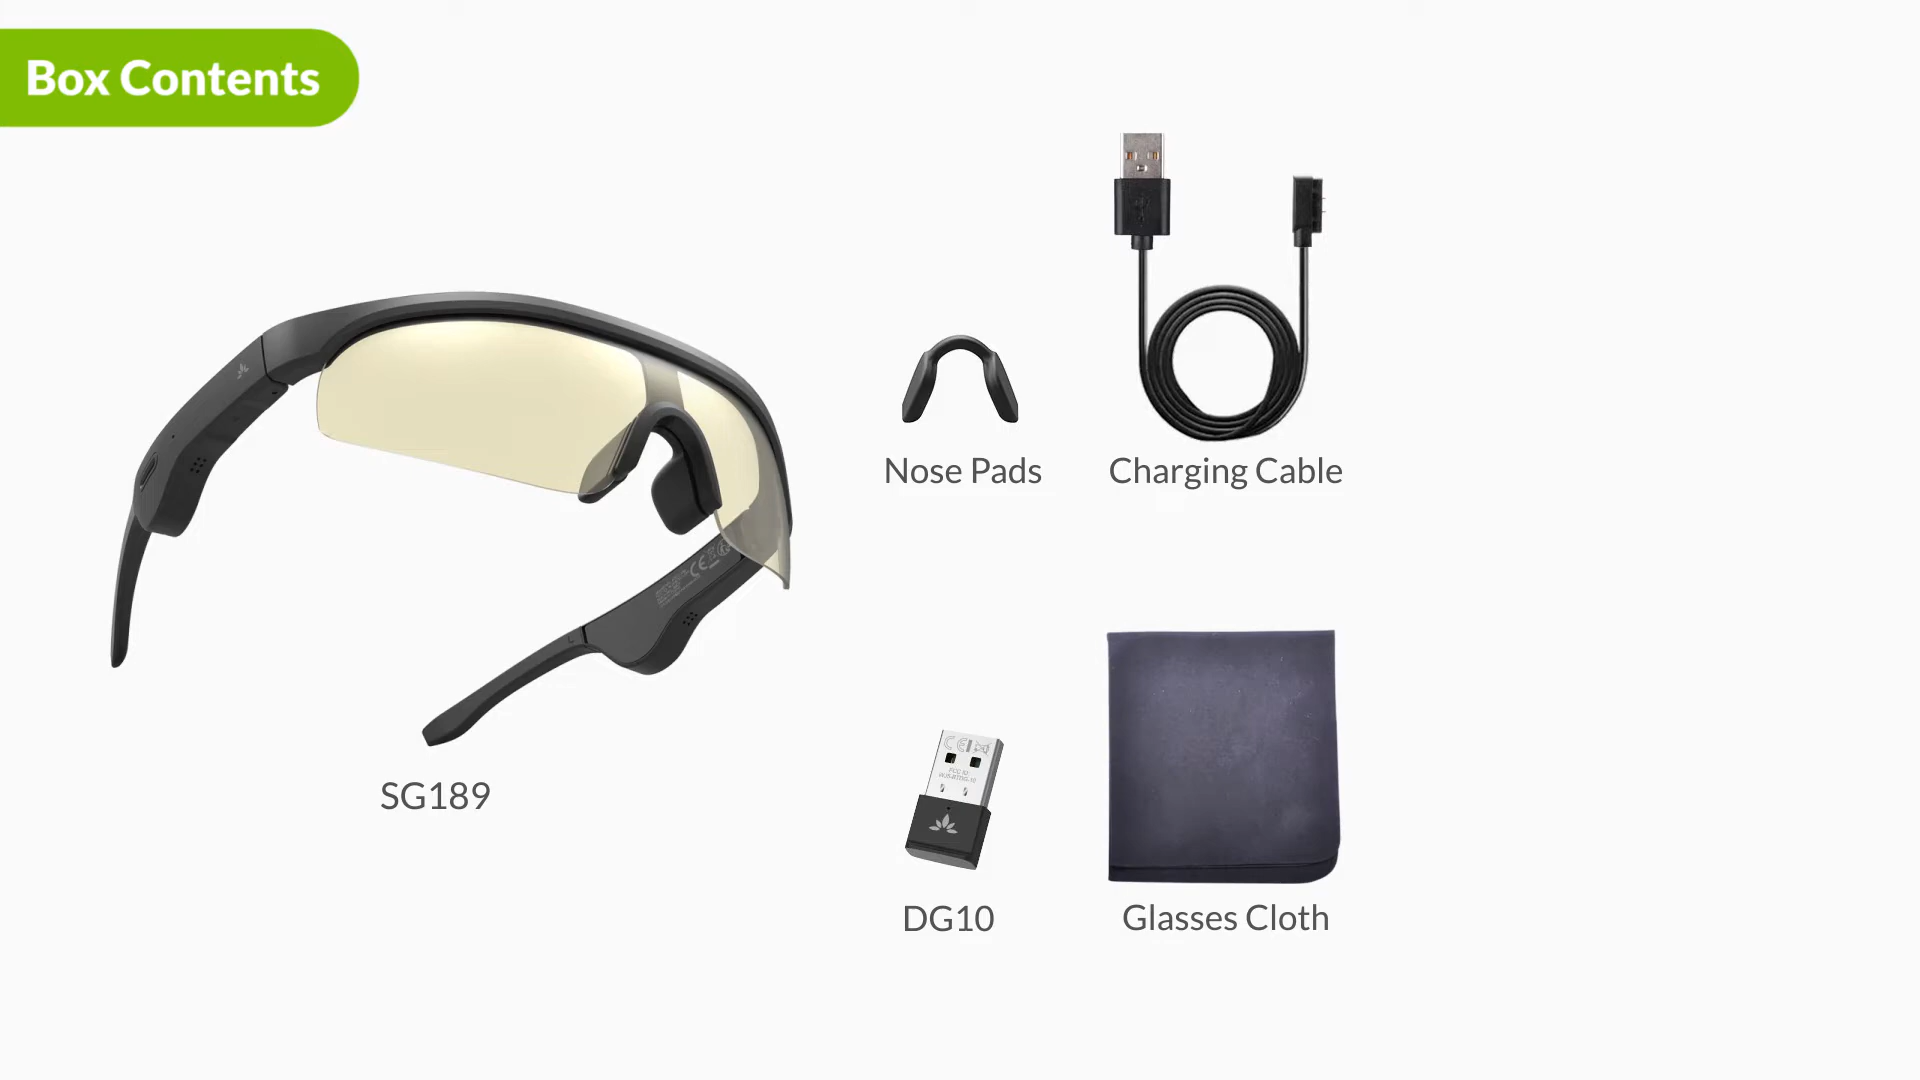 Box Contents
Nose Pads
Charging Cable
SG189
DG10
Glasses Cloth